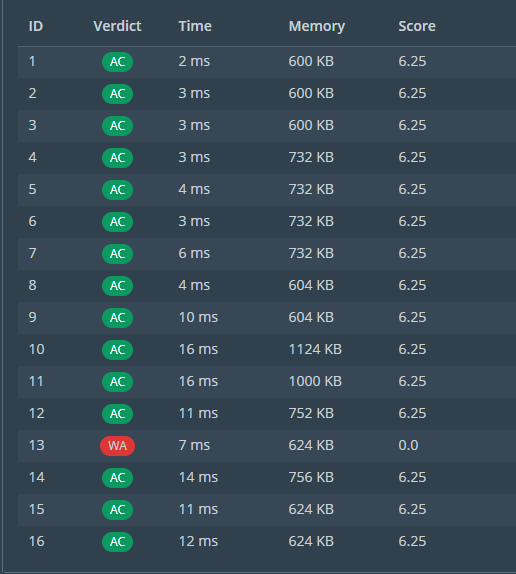 ID Verdict Time Memory Score
1 AC 2 ms 600 KB 6.25
2 AC 3 ms 600 KB 6.25
3 AC 3 ms 600 KB 6.25
4 AC 3 ms 732 KB 6.25
5 AC 4 ms 732 KB 6.25
6 AC 3 ms 732 KB 6.25
7 AC 6 ms 732 KB 6.25
8 AC 4 ms 604 KB 6.25
9 AC 10 ms 604 KB 6.25
10 AC 16 ms 1124 KB 6.25
11 AC 16 ms 1000 KB 6.25
12 AC 11 ms 752 KB 6.25
13 WA 7 ms 624 KB 0.0
14 AC 14 ms 756 KB 6.25
15 AC 11 ms 624 KB 6.25
16 AC 12 ms 624 KB 6.25